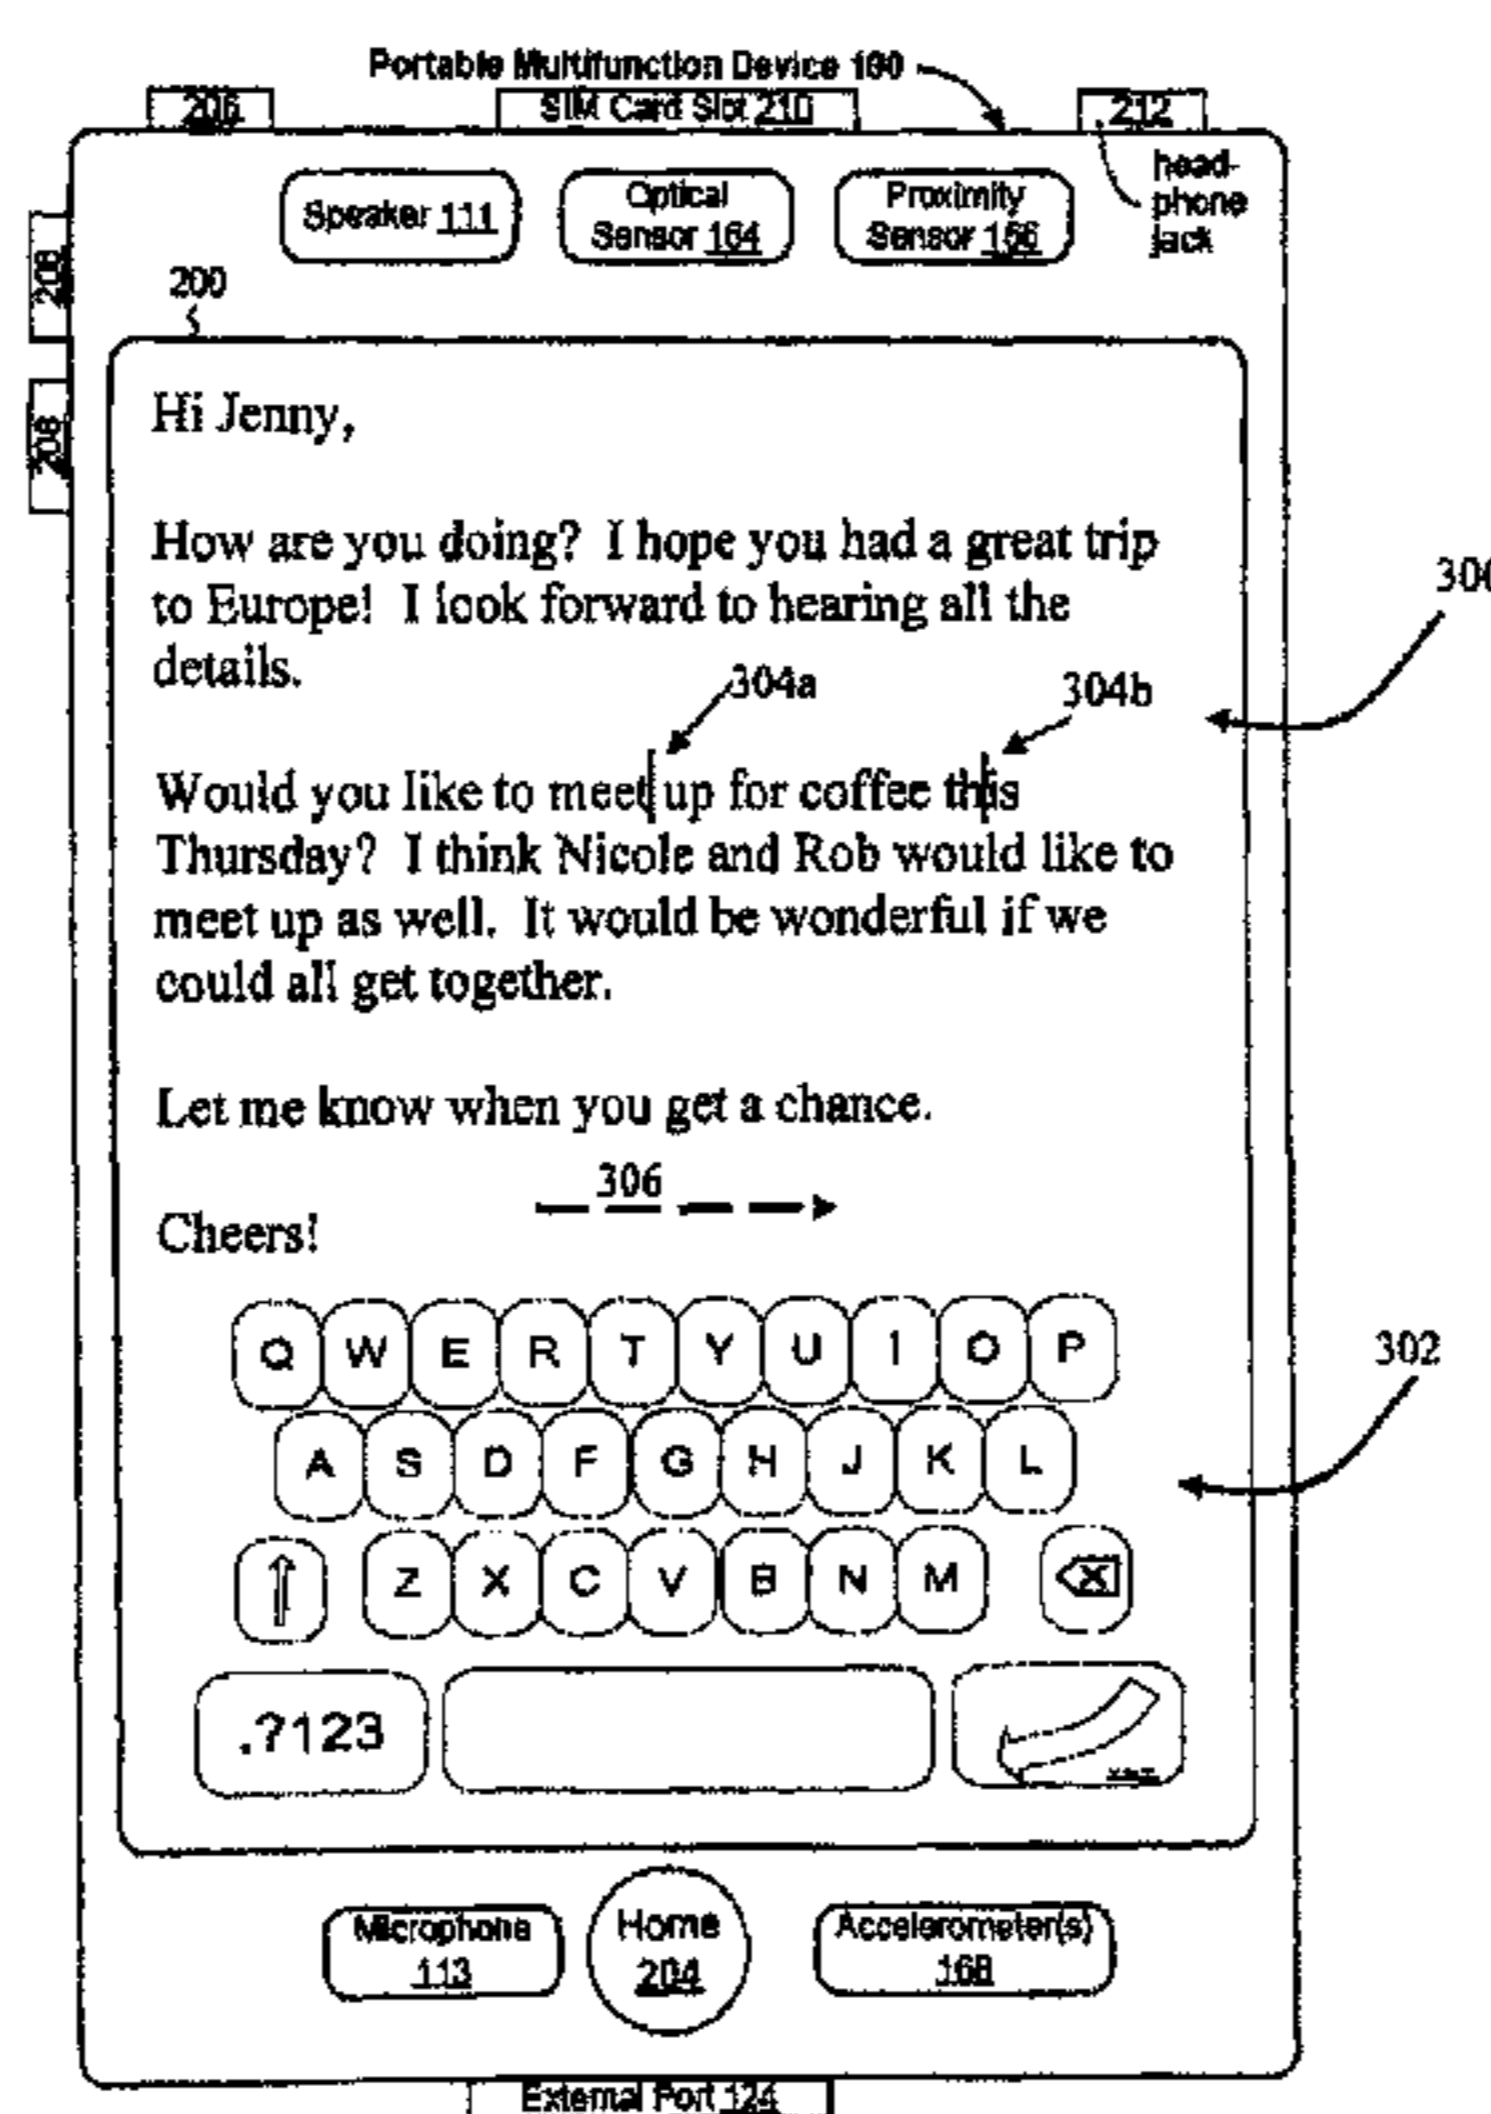 Portable Multifunction Device 100
206
SIM Card Slot 210
212
head-
phone
jack
Speaker 111
Optical
Sensor 164
Proximity
Sensor 166
208
208
200
Hi Jenny,
How are you doing? I hope you had a great trip
to Europe! I look forward to hearing all the
details.
300
304a
304b
Would you like to meet up for coffee this
Thursday? I think Nicole and Rob would like to
meet up as well. It would be wonderful if we
could all get together.
Let me know when you get a chance.
306
Cheers!
Q W E R T Y U I O P
302
A S D F G H J K L
Z X C V B N M
.?123
Microphone
113
Home
204
Accelerometer(s)
168
External Port 124